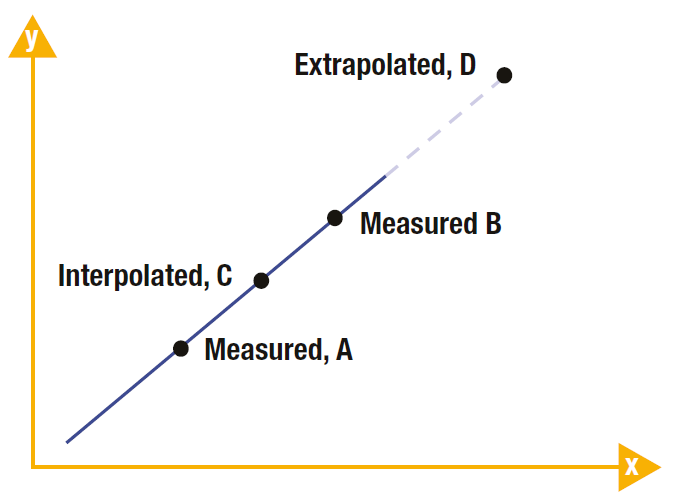 y
Extrapolated, D
Measured B
Interpolated, C
Measured, A
x